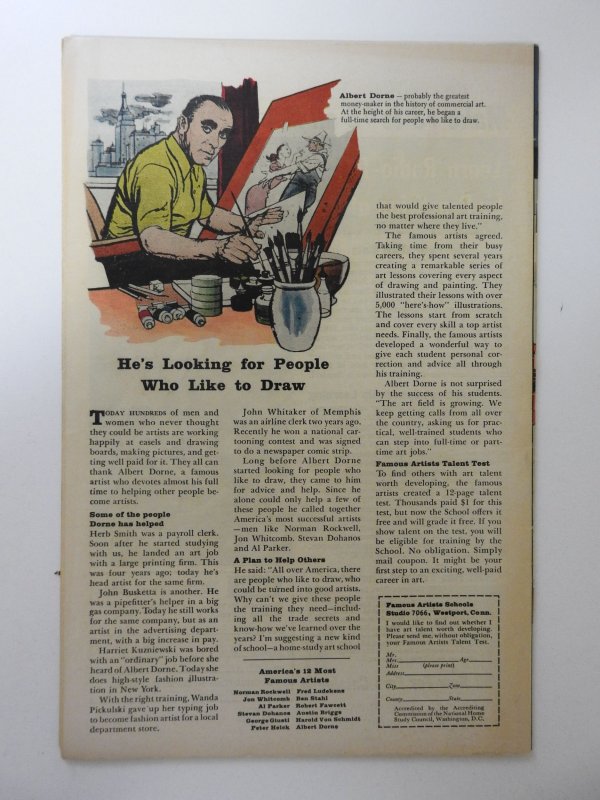 Albert Dorne – probably the greatest
money-maker in the history of commercial art.
At the height of his career, he began a
full-time search for people who like to draw.
He's Looking for People
Who Like to Draw
TODAY HUNDREDS of men and
women who never thought
they could be artists are working
happily at easels and drawing
boards, making pictures, and get-
ting well paid for it. They all can
thank Albert Dorne, a famous
artist who devotes almost his full
time to helping other people be-
come artists.
Some of the people
Dorne has helped
Herb Smith was a payroll clerk.
Soon after he started studying
with us, he landed an art job
with a large printing firm. This
was four years ago; today he's
head artist for the same firm.
John Busketta is another. He
was a pipefitter's helper in a big
gas company. Today he still works
for the same company, but as an
artist in the advertising depart-
ment, with a big increase in pay.
Harriet Kuzniewski was bored
with an "ordinary" job before she
heard of Albert Dorne. Today she
does high-style fashion illustra-
tion in New York.
With the right training, Wanda
Pickulski gave up her typing job
to become fashion artist for a local
department store.
John Whitaker of Memphis
was an airline clerk two years ago.
Recently he won a national car-
tooning contest and was signed
to do a newspaper comic strip.
Long before Albert Dorne
started looking for people who
like to draw, they came to him
for advice and help. Since he
alone could only help a few of
these people he called together
America's most successful artists
—men like Norman Rockwell,
Jon Whitcomb, Stevan Dohanos
and Al Parker.
A Plan to Help Others
He said: "All over America, there
are people who like to draw, who
could be turned into good artists.
Why can't we give these people
the training they need—includ-
ing all the trade secrets and
know-how we've learned over the
years? I'm suggesting a new kind
of school—a home-study art school
America's 12 Most
Famous Artists
Norman Rockwell Fred Ludekens
Jon Whitcomb Ben Stahl
Al Parker Robert Fawcett
Stevan Dohanos Austin Briggs
George Giusti Harold Von Schmidt
Peter Helck Albert Dorne
that would give talented people
the best professional art training,
no matter where they live."
The famous artists agreed.
Taking time from their busy
careers, they spent several years
creating a remarkable series of
art lessons covering every aspect
of drawing and painting. They
illustrated their lessons with over
5,000 "here's-how" illustrations.
The lessons start from scratch
and cover every skill a top artist
needs. Finally, the famous artists
developed a wonderful way to
give each student personal cor-
rection and advice all through
his training.
Albert Dorne is not surprised
by the success of his students.
"The art field is growing. We
keep getting calls from all over
the country, asking us for prac-
tical, well-trained students who
can step into full-time or part-
time art jobs."
Famous Artists Talent Test
To find others with art talent
worth developing, the famous
artists created a 12-page talent
test. Thousands paid $1 for this
test, but now the School offers it
free and will grade it free. If you
show talent on the test, you will
be eligible for training by the
School. No obligation. Simply
mail coupon. It might be your
first step to an exciting, well-paid
career in art.
Famous Artists Schools
Studio 7066, Westport, Conn.
I would like to find out whether I
have art talent worth developing.
Please send me, without obligation,
your Famous Artists Talent Test.
Mr.
Mrs. Age
Miss (please print)
Address
City Zone
County State
Accredited by the Accrediting
Commission of the National Home
Study Council, Washington, D.C.